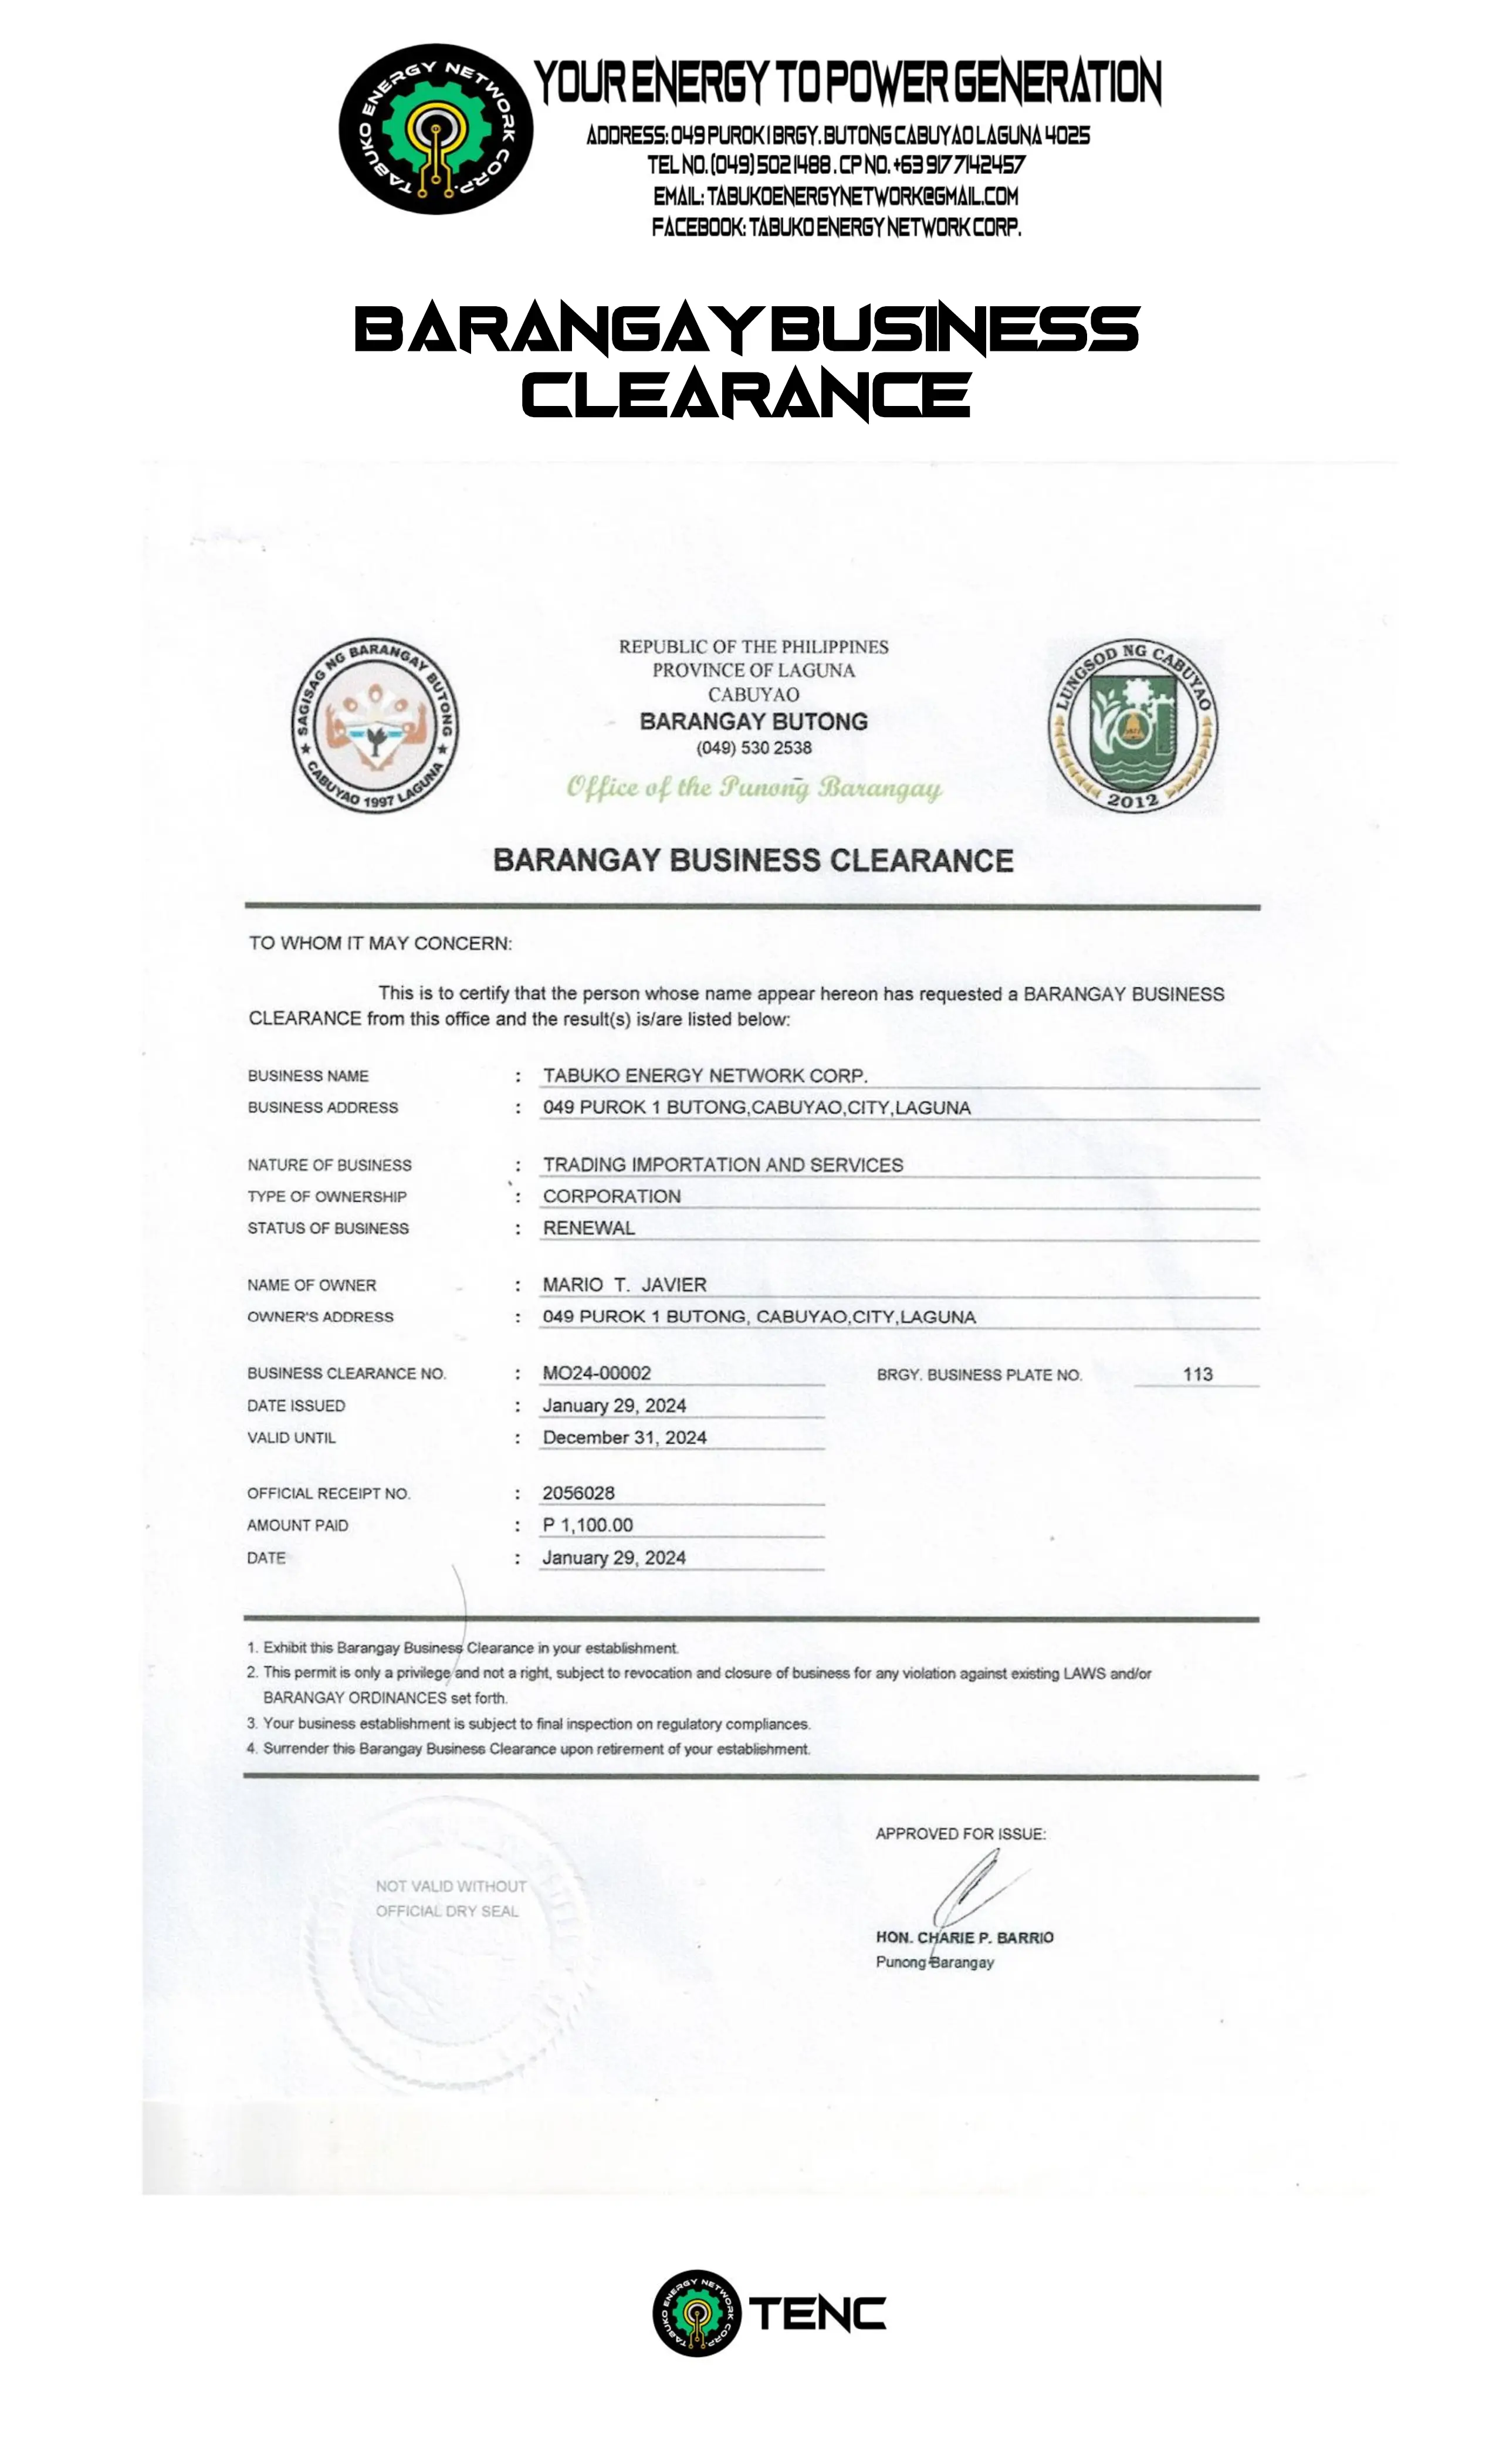 TABUKO ENERGY NETWORK CORP.
YOUR ENERGY TO POWER GENERATION
ADDRESS: 049 PUROK 1 BRGY. BUTONG CABUYAO LAGUNA 4025
TEL NO. (049) 502 1488 . CP NO. +63 917 7142457
EMAIL: TABUKOENERGYNETWORK@GMAIL.COM
FACEBOOK: TABUKO ENERGY NETWORK CORP.
BARANGAY BUSINESS
CLEARANCE
SAGISAG NG BARANGAY BUTONG
CABUYAO 1997 LAGUNA
REPUBLIC OF THE PHILIPPINES
PROVINCE OF LAGUNA
CABUYAO
BARANGAY BUTONG
(049) 530 2538
Office of the Punong Barangay
LUNGSOD NG CABUYAO
2012
BARANGAY BUSINESS CLEARANCE
TO WHOM IT MAY CONCERN:
This is to certify that the person whose name appear hereon has requested a BARANGAY BUSINESS
CLEARANCE from this office and the result(s) is/are listed below:
BUSINESS NAME : TABUKO ENERGY NETWORK CORP.
BUSINESS ADDRESS : 049 PUROK 1 BUTONG,CABUYAO,CITY,LAGUNA
NATURE OF BUSINESS : TRADING IMPORTATION AND SERVICES
TYPE OF OWNERSHIP : CORPORATION
STATUS OF BUSINESS : RENEWAL
NAME OF OWNER : MARIO T. JAVIER
OWNER'S ADDRESS : 049 PUROK 1 BUTONG, CABUYAO,CITY,LAGUNA
BUSINESS CLEARANCE NO. : MO24-00002 BRGY. BUSINESS PLATE NO. 113
DATE ISSUED : January 29, 2024
VALID UNTIL : December 31, 2024
OFFICIAL RECEIPT NO. : 2056028
AMOUNT PAID : P 1,100.00
DATE : January 29, 2024
1. Exhibit this Barangay Business Clearance in your establishment.
2. This permit is only a privilege and not a right, subject to revocation and closure of business for any violation against existing LAWS and/or
BARANGAY ORDINANCES set forth.
3. Your business establishment is subject to final inspection on regulatory compliances.
4. Surrender this Barangay Business Clearance upon retirement of your establishment.
APPROVED FOR ISSUE:
NOT VALID WITHOUT
OFFICIAL DRY SEAL
HON. CHARIE P. BARRIO
Punong Barangay
TABUKO ENERGY NETWORK CORP.
TENC